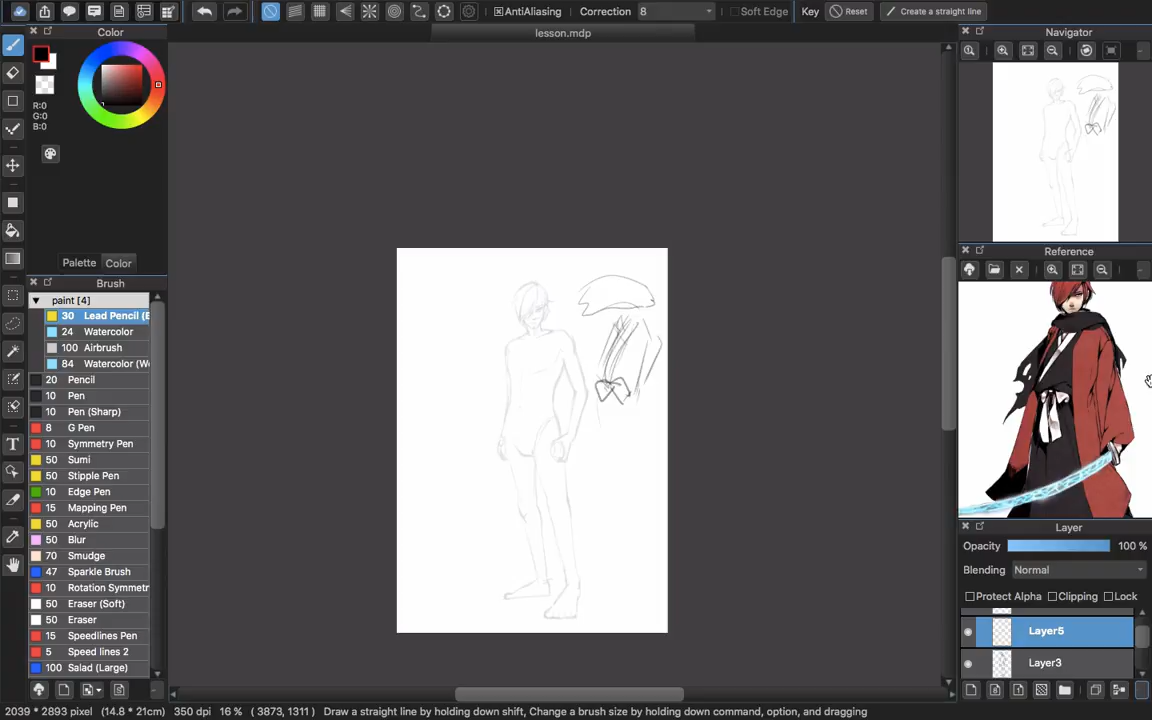 AntiAliasing Correction 8 Soft Edge Key Reset Create a straight line
Color
lesson.mdp
Navigator
R:0
G:0
B:0
Palette Color
Brush
paint [4]
30 Lead Pencil (B
24 Watercolor
100 Airbrush
84 Watercolor (W
20 Pencil
10 Pen
10 Pen (Sharp)
8 G Pen
10 Symmetry Pen
50 Sumi
50 Stipple Pen
10 Edge Pen
15 Mapping Pen
50 Acrylic
50 Blur
70 Smudge
47 Sparkle Brush
10 Rotation Symmetr
50 Eraser (Soft)
50 Eraser
15 Speedlines Pen
5 Speed lines 2
100 Salad (Large)
Reference
Layer
Opacity 100 %
Blending Normal
Protect Alpha Clipping Lock
Layer5
Layer3
2039 * 2893 pixel (14.8 * 21cm) 350 dpi 16 % ( 3873, 1311 ) Draw a straight line by holding down shift, Change a brush size by holding down command, option, and dragging